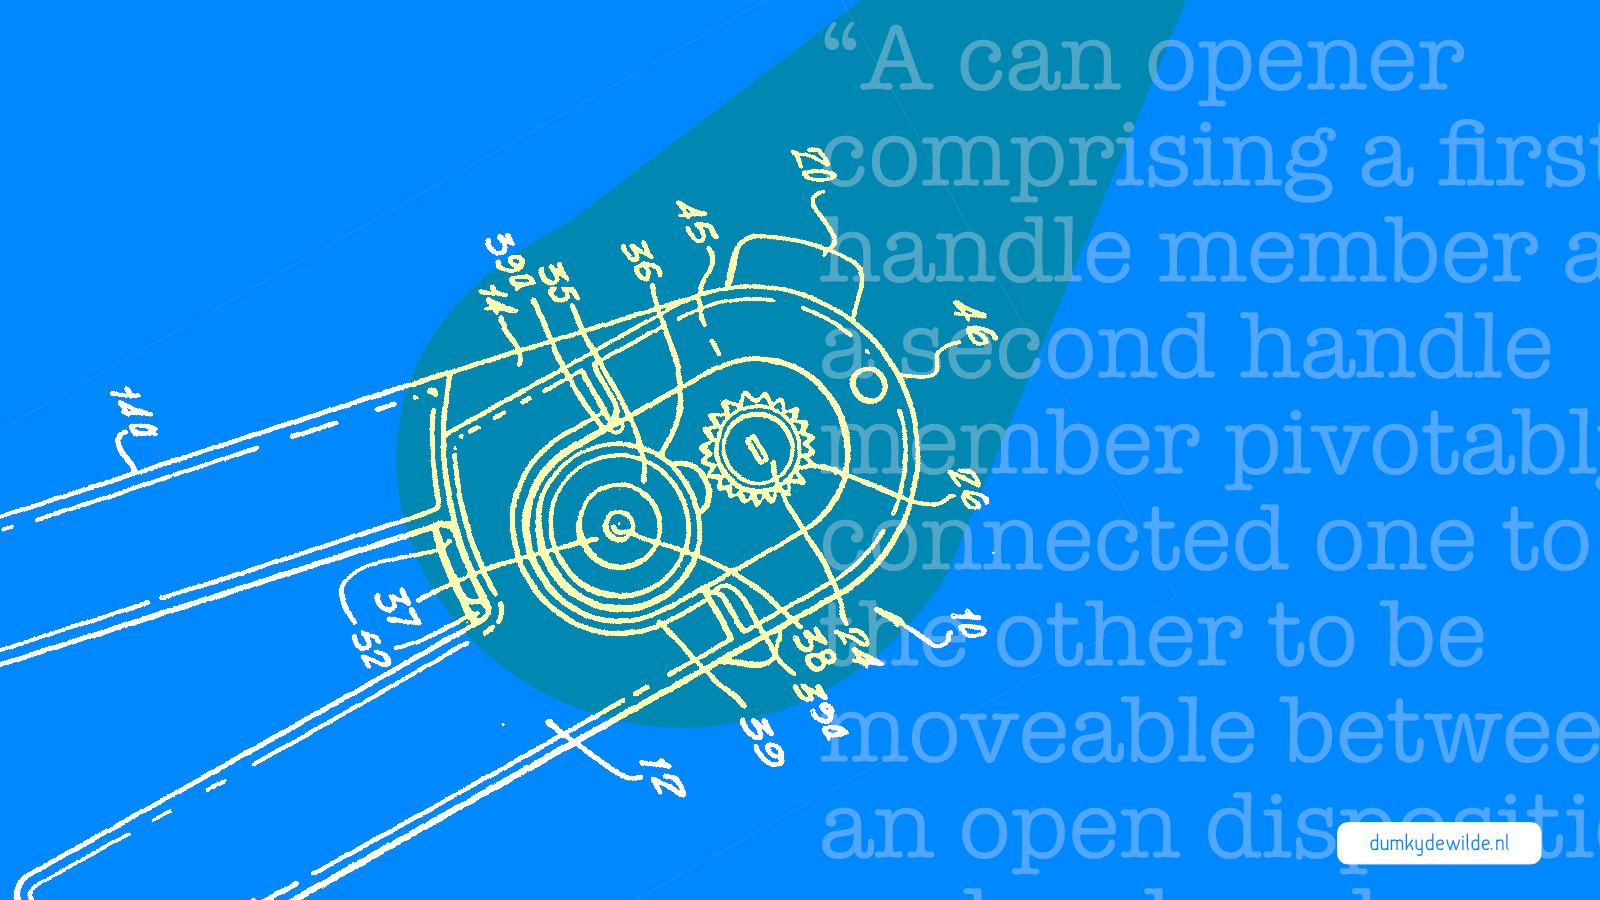 “A can opener
comprising a first
handle member a
a second handle
member pivotably
connected one to
the other to be
moveable betwee
an open dispositi
20
45
36
35
39a
14
46
14a
26
37
52
10
24
38
39a
39
12
dumkydewilde.nl